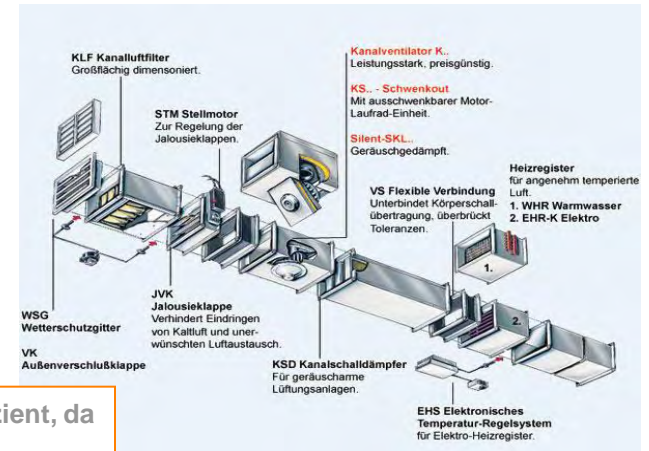 KLF Kanalluftfilter
Großflächig dimensoniert.
STM Stellmotor
Zur Regelung der
Jalousieklappen.
Kanalventilator K..
Leistungsstark, preisgünstig.
KS.. - Schwenkout
Mit ausschwenkbarer Motor-
Laufrad-Einheit.
Silent-SKL..
Geräuschgedämpft.
VS Flexible Verbindung
Unterbindet Körperschall-
übertragung, überbrückt
Toleranzen.
Heizregister
für angenehm temperierte
Luft.
1. WHR Warmwasser
2. EHR-K Elektro
1.
2.
WSG
Wetterschutzgitter
VK
Außenverschlußklappe
JVK
Jalousieklappe
Verhindert Eindringen
von Kaltluft und uner-
wünschten Luftaustausch.
KSD Kanalschalldämpfer
Für geräuscharme
Lüftungsanlagen.
EHS Elektronisches
Temperatur-Regelsystem
für Elektro-Heizregister.
zient, da